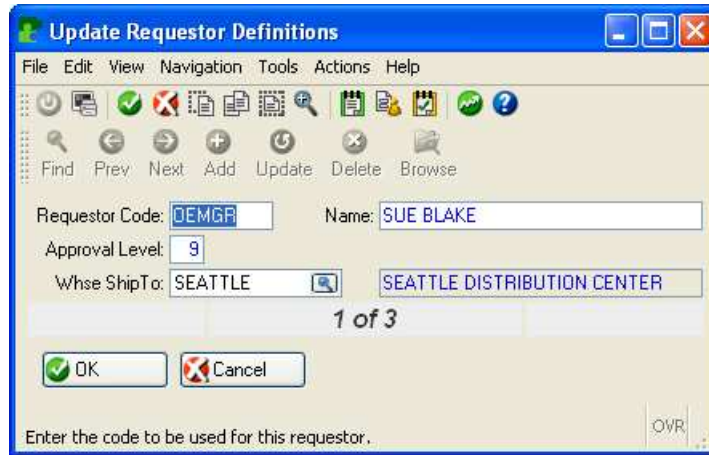 Update Requestor Definitions
File Edit View Navigation Tools Actions Help
Find Prev Next Add Update Delete Browse
Requestor Code: OEMGR Name: SUE BLAKE
Approval Level: 9
Whse ShipTo: SEATTLE SEATTLE DISTRIBUTION CENTER
1 of 3
OK Cancel
Enter the code to be used for this requestor. OVR